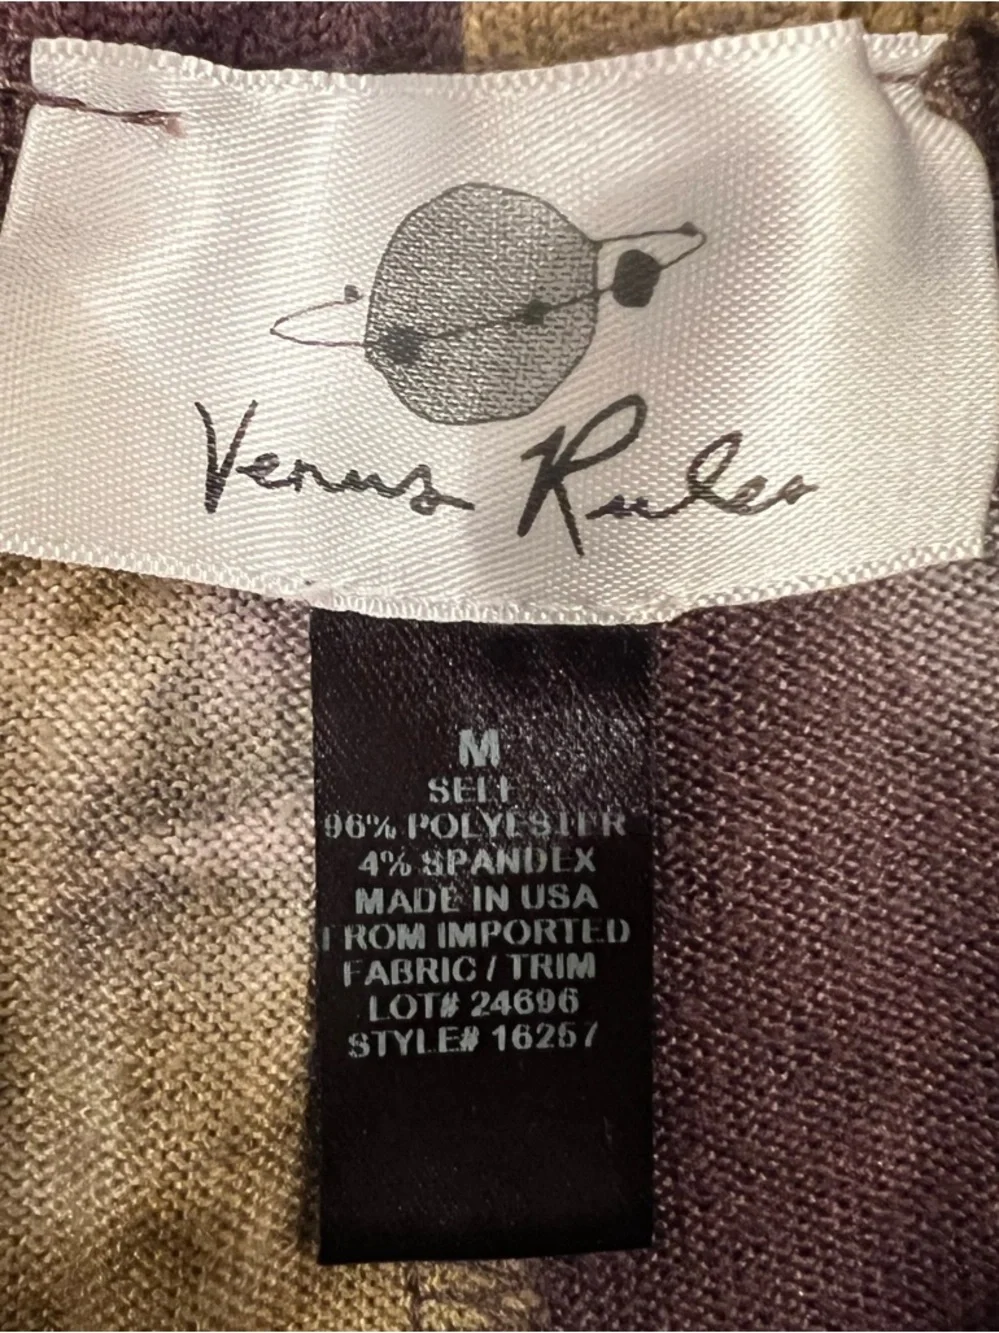 Venus Rules
M
SELF
96% POLYESTER
4% SPANDEX
MADE IN USA
FROM IMPORTED
FABRIC / TRIM
LOT# 24696
STYLE# 16257